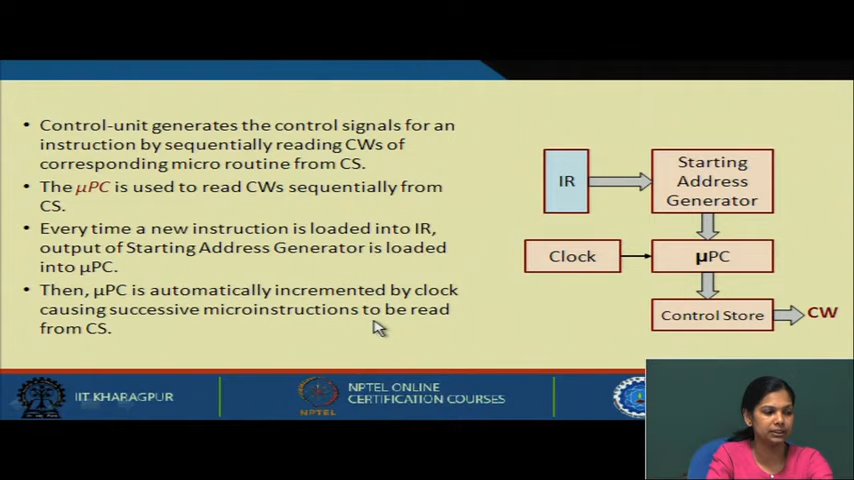 • Control-unit generates the control signals for an
instruction by sequentially reading CWs of
corresponding micro routine from CS.
• The μPC is used to read CWs sequentially from
CS.
• Every time a new instruction is loaded into IR,
output of Starting Address Generator is loaded
into μPC.
• Then, μPC is automatically incremented by clock
causing successive microinstructions to be read
from CS.
IR
Starting
Address
Generator
Clock
μPC
Control Store
CW
IIT KHARAGPUR
NPTEL
NPTEL ONLINE
CERTIFICATION COURSES